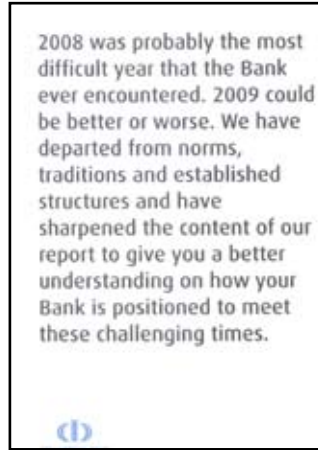 2008 was probably the most
difficult year that the Bank
ever encountered. 2009 could
be better or worse. We have
departed from norms,
traditions and established
structures and have
sharpened the content of our
report to give you a better
understanding on how your
Bank is positioned to meet
these challenging times.